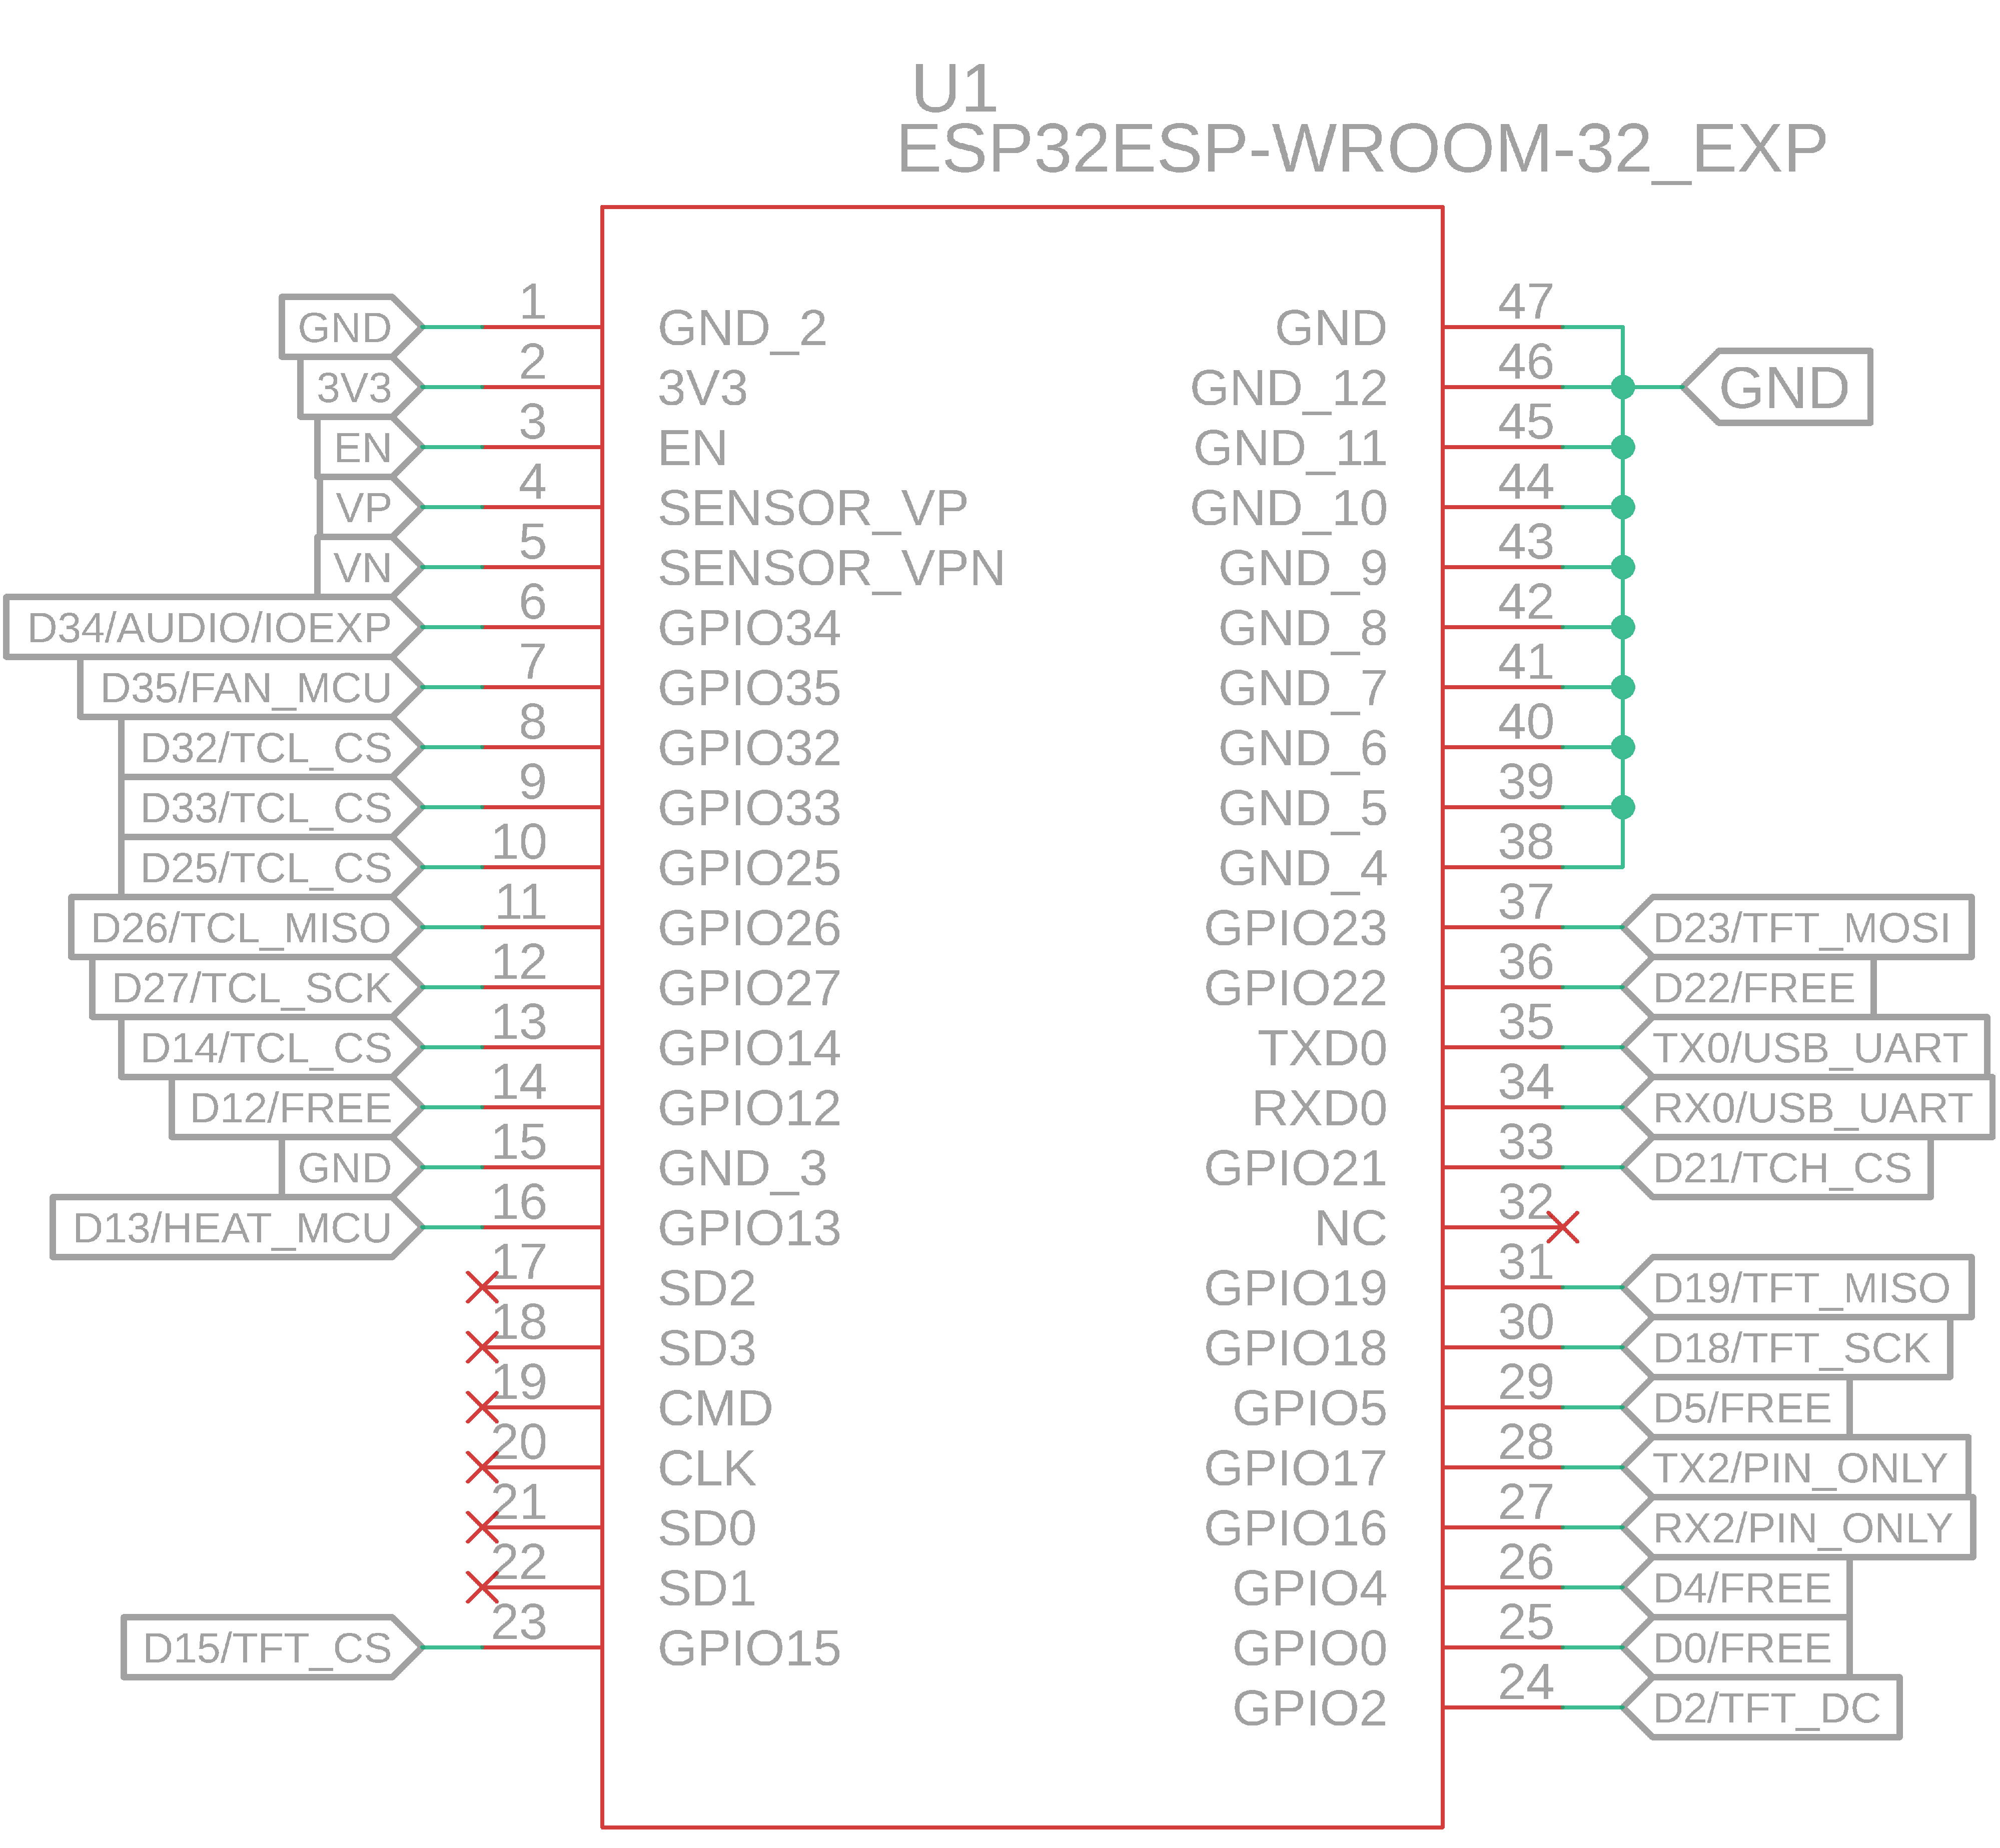 U1
ESP32ESP-WROOM-32_EXP
GND 1 GND_2 GND 47
3V3 2 3V3 GND_12 46 GND
EN 3 EN GND_11 45
VP 4 SENSOR_VP GND_10 44
VN 5 SENSOR_VPN GND_9 43
D34/AUDIO/IOEXP 6 GPIO34 GND_8 42
D35/FAN_MCU 7 GPIO35 GND_7 41
D32/TCL_CS 8 GPIO32 GND_6 40
D33/TCL_CS 9 GPIO33 GND_5 39
D25/TCL_CS 10 GPIO25 GND_4 38
D26/TCL_MISO 11 GPIO26 GPIO23 37 D23/TFT_MOSI
D27/TCL_SCK 12 GPIO27 GPIO22 36 D22/FREE
D14/TCL_CS 13 GPIO14 TXD0 35 TX0/USB_UART
D12/FREE 14 GPIO12 RXD0 34 RX0/USB_UART
GND 15 GND_3 GPIO21 33 D21/TCH_CS
D13/HEAT_MCU 16 GPIO13 NC 32
17 SD2 GPIO19 31 D19/TFT_MISO
18 SD3 GPIO18 30 D18/TFT_SCK
19 CMD GPIO5 29 D5/FREE
20 CLK GPIO17 28 TX2/PIN_ONLY
21 SD0 GPIO16 27 RX2/PIN_ONLY
22 SD1 GPIO4 26 D4/FREE
D15/TFT_CS 23 GPIO15 GPIO0 25 D0/FREE
GPIO2 24 D2/TFT_DC